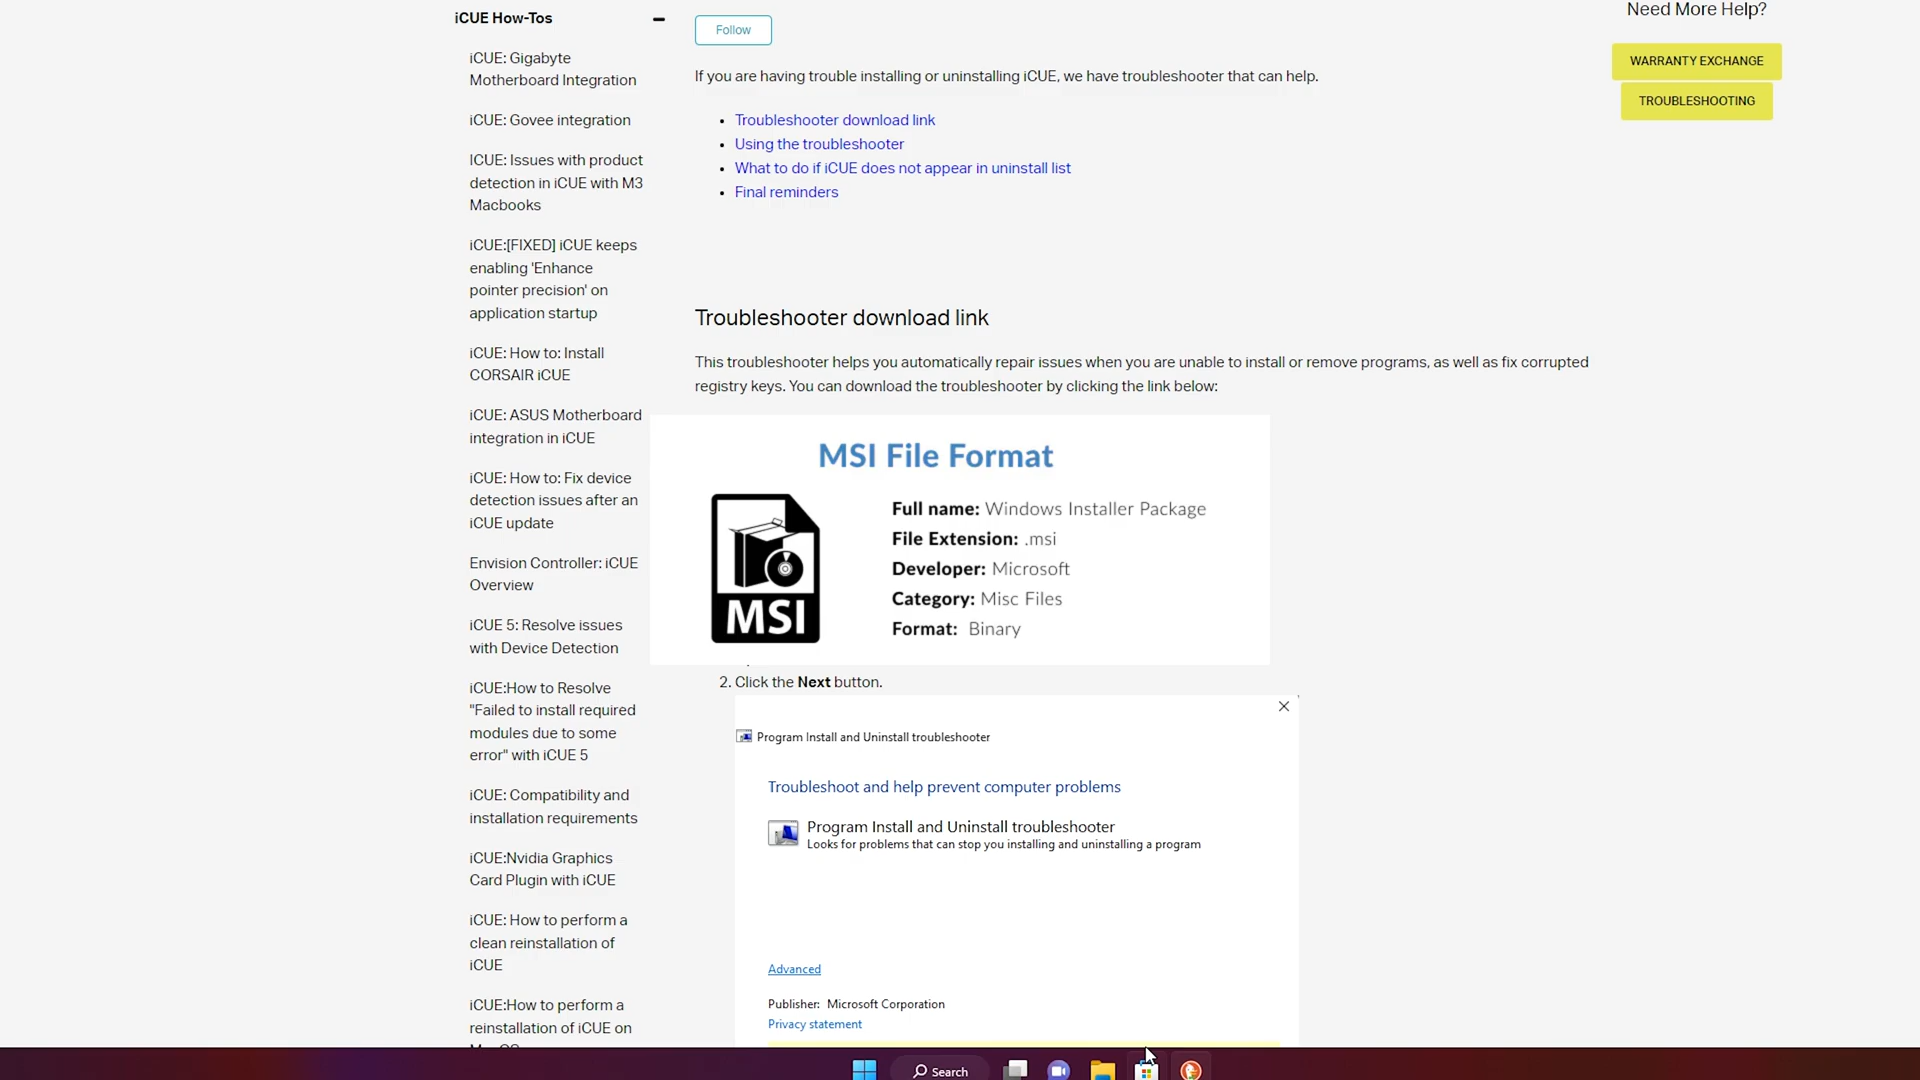 iCUE How-Tos
iCUE: Gigabyte
Motherboard Integration
iCUE: Govee integration
ICUE: Issues with product
detection in iCUE with M3
Macbooks
iCUE:[FIXED] iCUE keeps
enabling 'Enhance
pointer precision' on
application startup
iCUE: How to: Install
CORSAIR iCUE
iCUE: ASUS Motherboard
integration in iCUE
iCUE: How to: Fix device
detection issues after an
iCUE update
Envision Controller: iCUE
Overview
iCUE 5: Resolve issues
with Device Detection
iCUE:How to Resolve
"Failed to install required
modules due to some
error" with iCUE 5
iCUE: Compatibility and
installation requirements
iCUE:Nvidia Graphics
Card Plugin with iCUE
iCUE: How to perform a
clean reinstallation of
iCUE
iCUE:How to perform a
reinstallation of iCUE on
Follow
If you are having trouble installing or uninstalling iCUE, we have troubleshooter that can help.
• Troubleshooter download link
• Using the troubleshooter
• What to do if iCUE does not appear in uninstall list
• Final reminders
Troubleshooter download link
This troubleshooter helps you automatically repair issues when you are unable to install or remove programs, as well as fix corrupted
registry keys. You can download the troubleshooter by clicking the link below:
MSI File Format
MSI
Full name: Windows Installer Package
File Extension: .msi
Developer: Microsoft
Category: Misc Files
Format: Binary
2. Click the Next button.
Program Install and Uninstall troubleshooter
Troubleshoot and help prevent computer problems
Program Install and Uninstall troubleshooter
Looks for problems that can stop you installing and uninstalling a program
Advanced
Publisher: Microsoft Corporation
Privacy statement
Need More Help?
WARRANTY EXCHANGE
TROUBLESHOOTING
Search